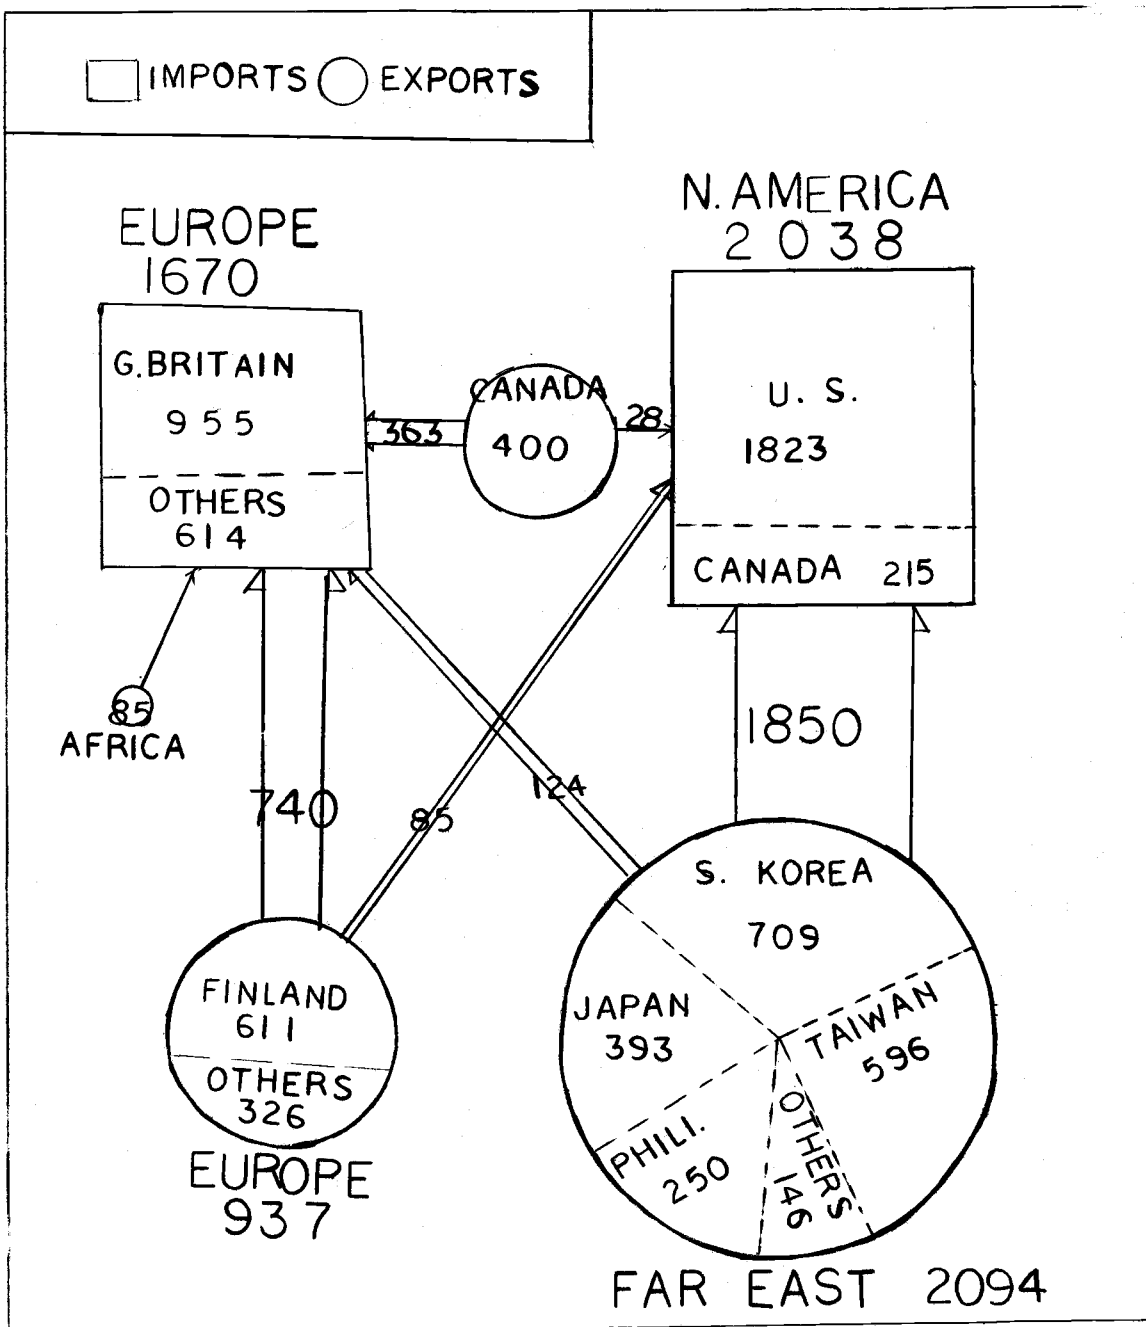 IMPORTS EXPORTS
EUROPE
1670
N. AMERICA
2038
G. BRITAIN
955
OTHERS
614
CANADA
400
363
28
U. S.
1823
CANADA 215
85
AFRICA
740
85
124
1850
FINLAND
611
OTHERS
326
EUROPE
937
S. KOREA
709
JAPAN
393
TAIWAN
596
PHILI.
250
OTHERS
146
FAR EAST 2094